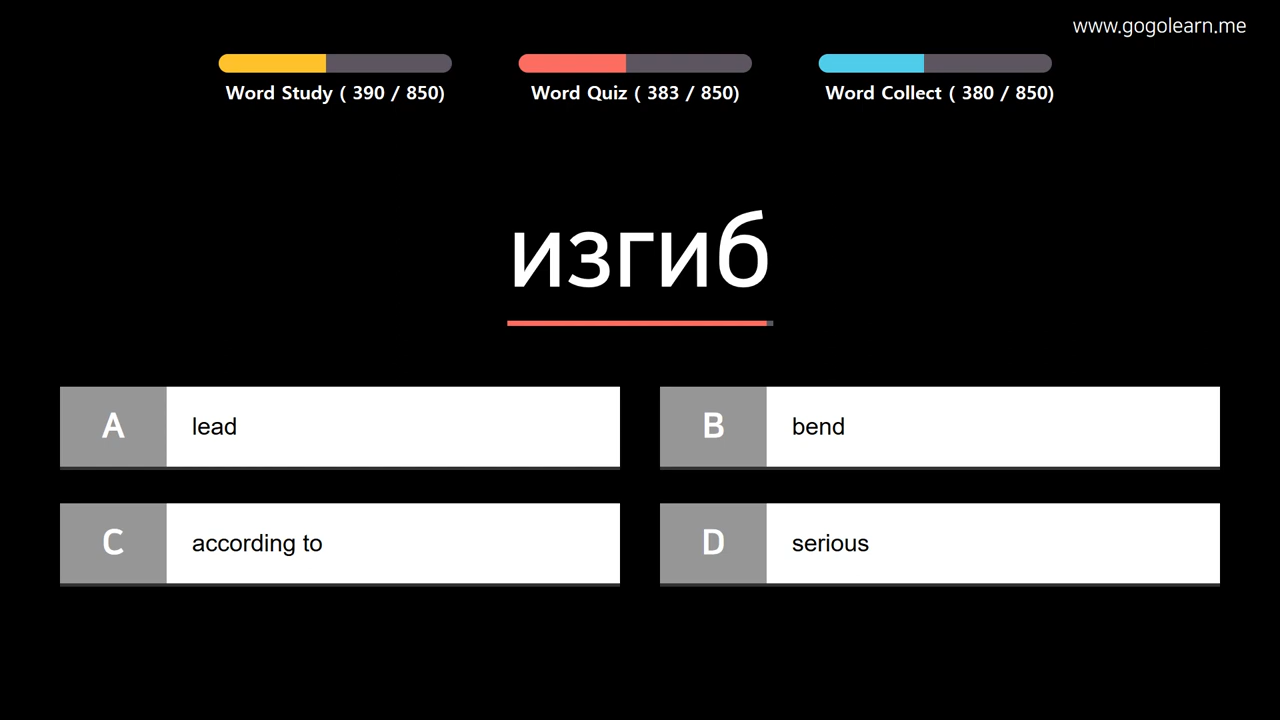 www.gogolearn.me
Word Study ( 390 / 850)
Word Quiz ( 383 / 850)
Word Collect ( 380 / 850)
изгиб
A lead
B bend
C according to
D serious